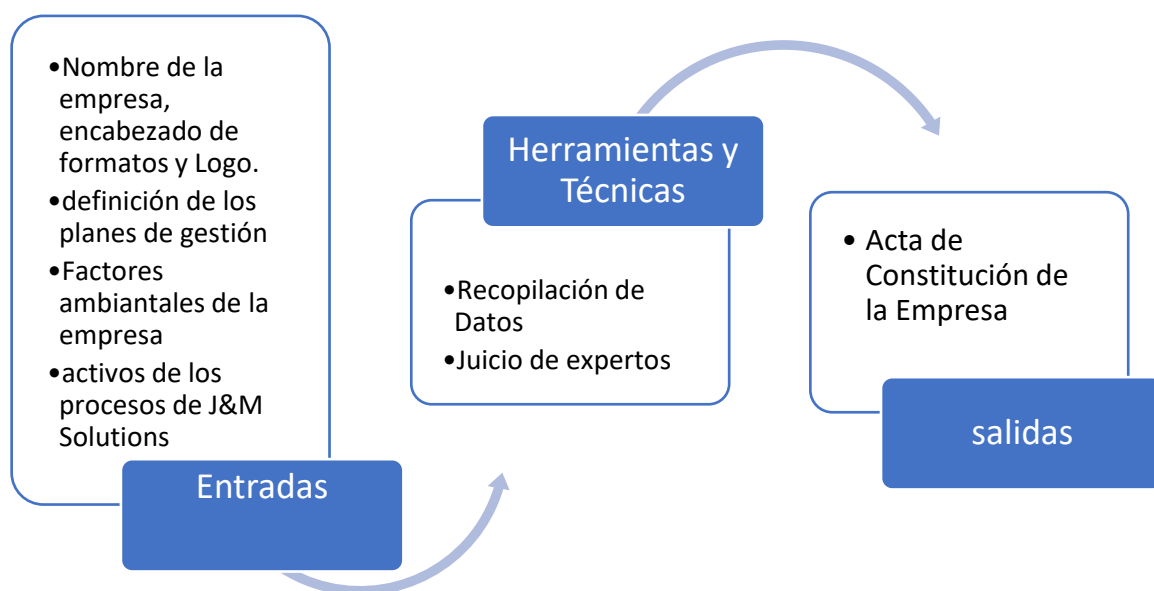 •Nombre de la
empresa,
encabezado de
formatos y Logo.
•definición de los
planes de gestión
•Factores
ambiantales de la
empresa
•activos de los
procesos de J&M
Solutions
Entradas
Herramientas y
Técnicas
•Recopilación de
Datos
•Juicio de expertos
• Acta de
Constitución de
la Empresa
salidas